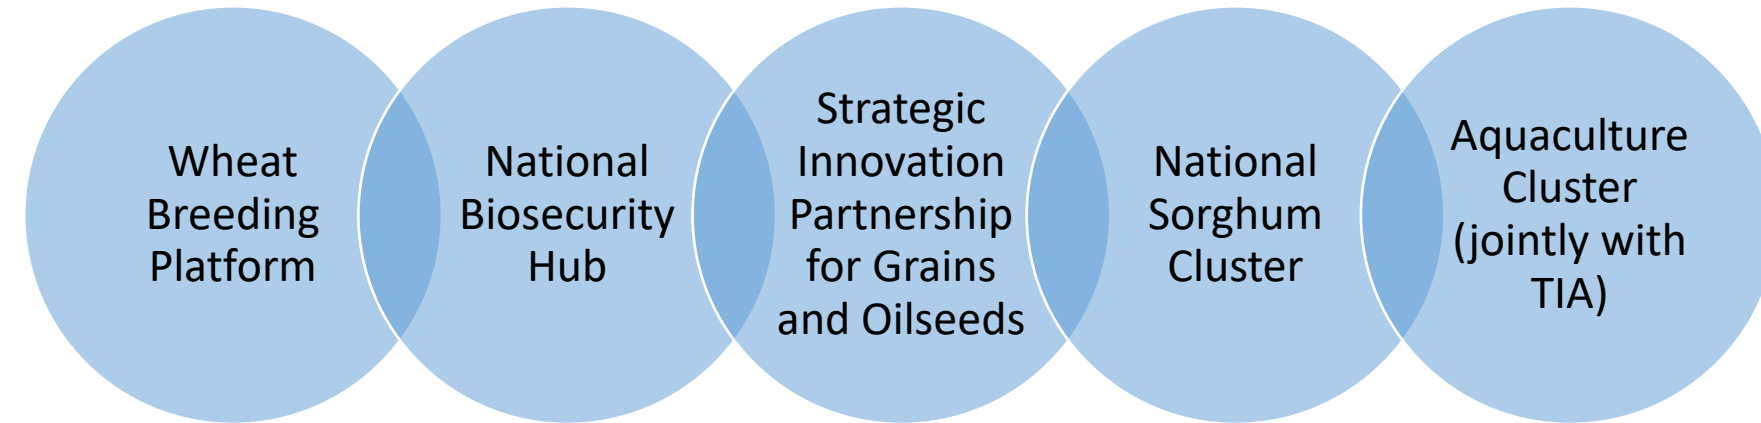 Wheat
Breeding
Platform
National
Biosecurity
Hub
Strategic
Innovation
Partnership
for Grains
and Oilseeds
National
Sorghum
Cluster
Aquaculture
Cluster
(jointly with
TIA)